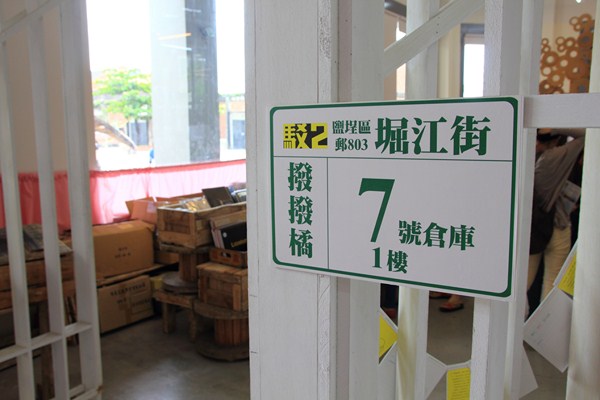 駁2 鹽埕區 堀江街
郵803
撥撥橘
7號倉庫
1樓